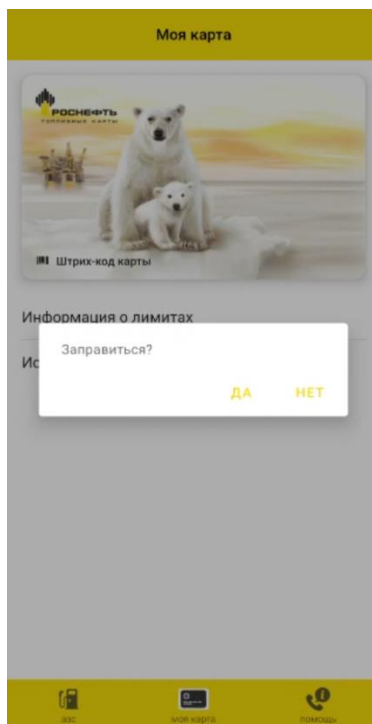 Моя карта
РОСНЕФТЬ
ТОПЛИВНЫЕ КАРТЫ
Штрих-код карты
Информация о лимитах
Ис
Заправиться?
ДА НЕТ
азс моя карта помощь